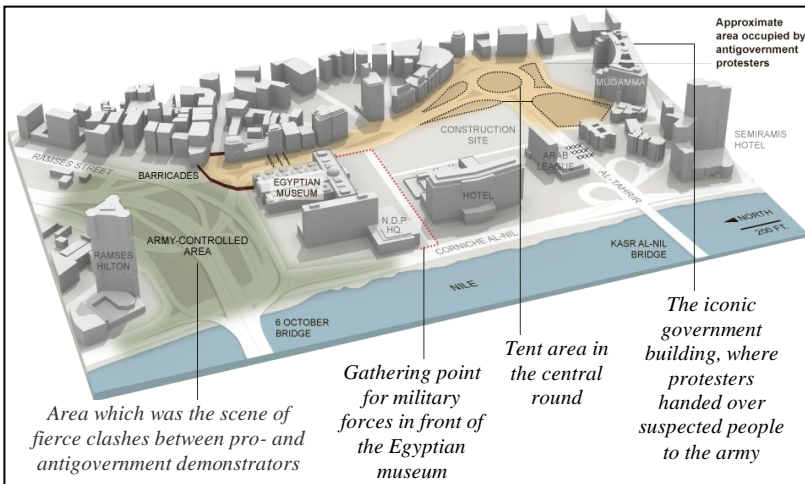 Approximate
area occupied by
antigovernment
protesters
MUGAMMA
SEMIRAMIS
HOTEL
CONSTRUCTION
SITE
ARAB
LEAGUE
AL-TAHRIR
RAMSES STREET
BARRICADES
EGYPTIAN
MUSEUM
HOTEL
N.D.P
HQ.
ARMY-CONTROLLED
AREA
RAMSES
HILTON
CORNICHE AL-NIL
NORTH
200 FT.
KASR AL-NIL
BRIDGE
NILE
6 OCTOBER
BRIDGE
Area which was the scene of
fierce clashes between pro- and
antigovernment demonstrators
Gathering point
for military
forces in front of
the Egyptian
museum
Tent area in
the central
round
The iconic
government
building, where
protesters
handed over
suspected people
to the army